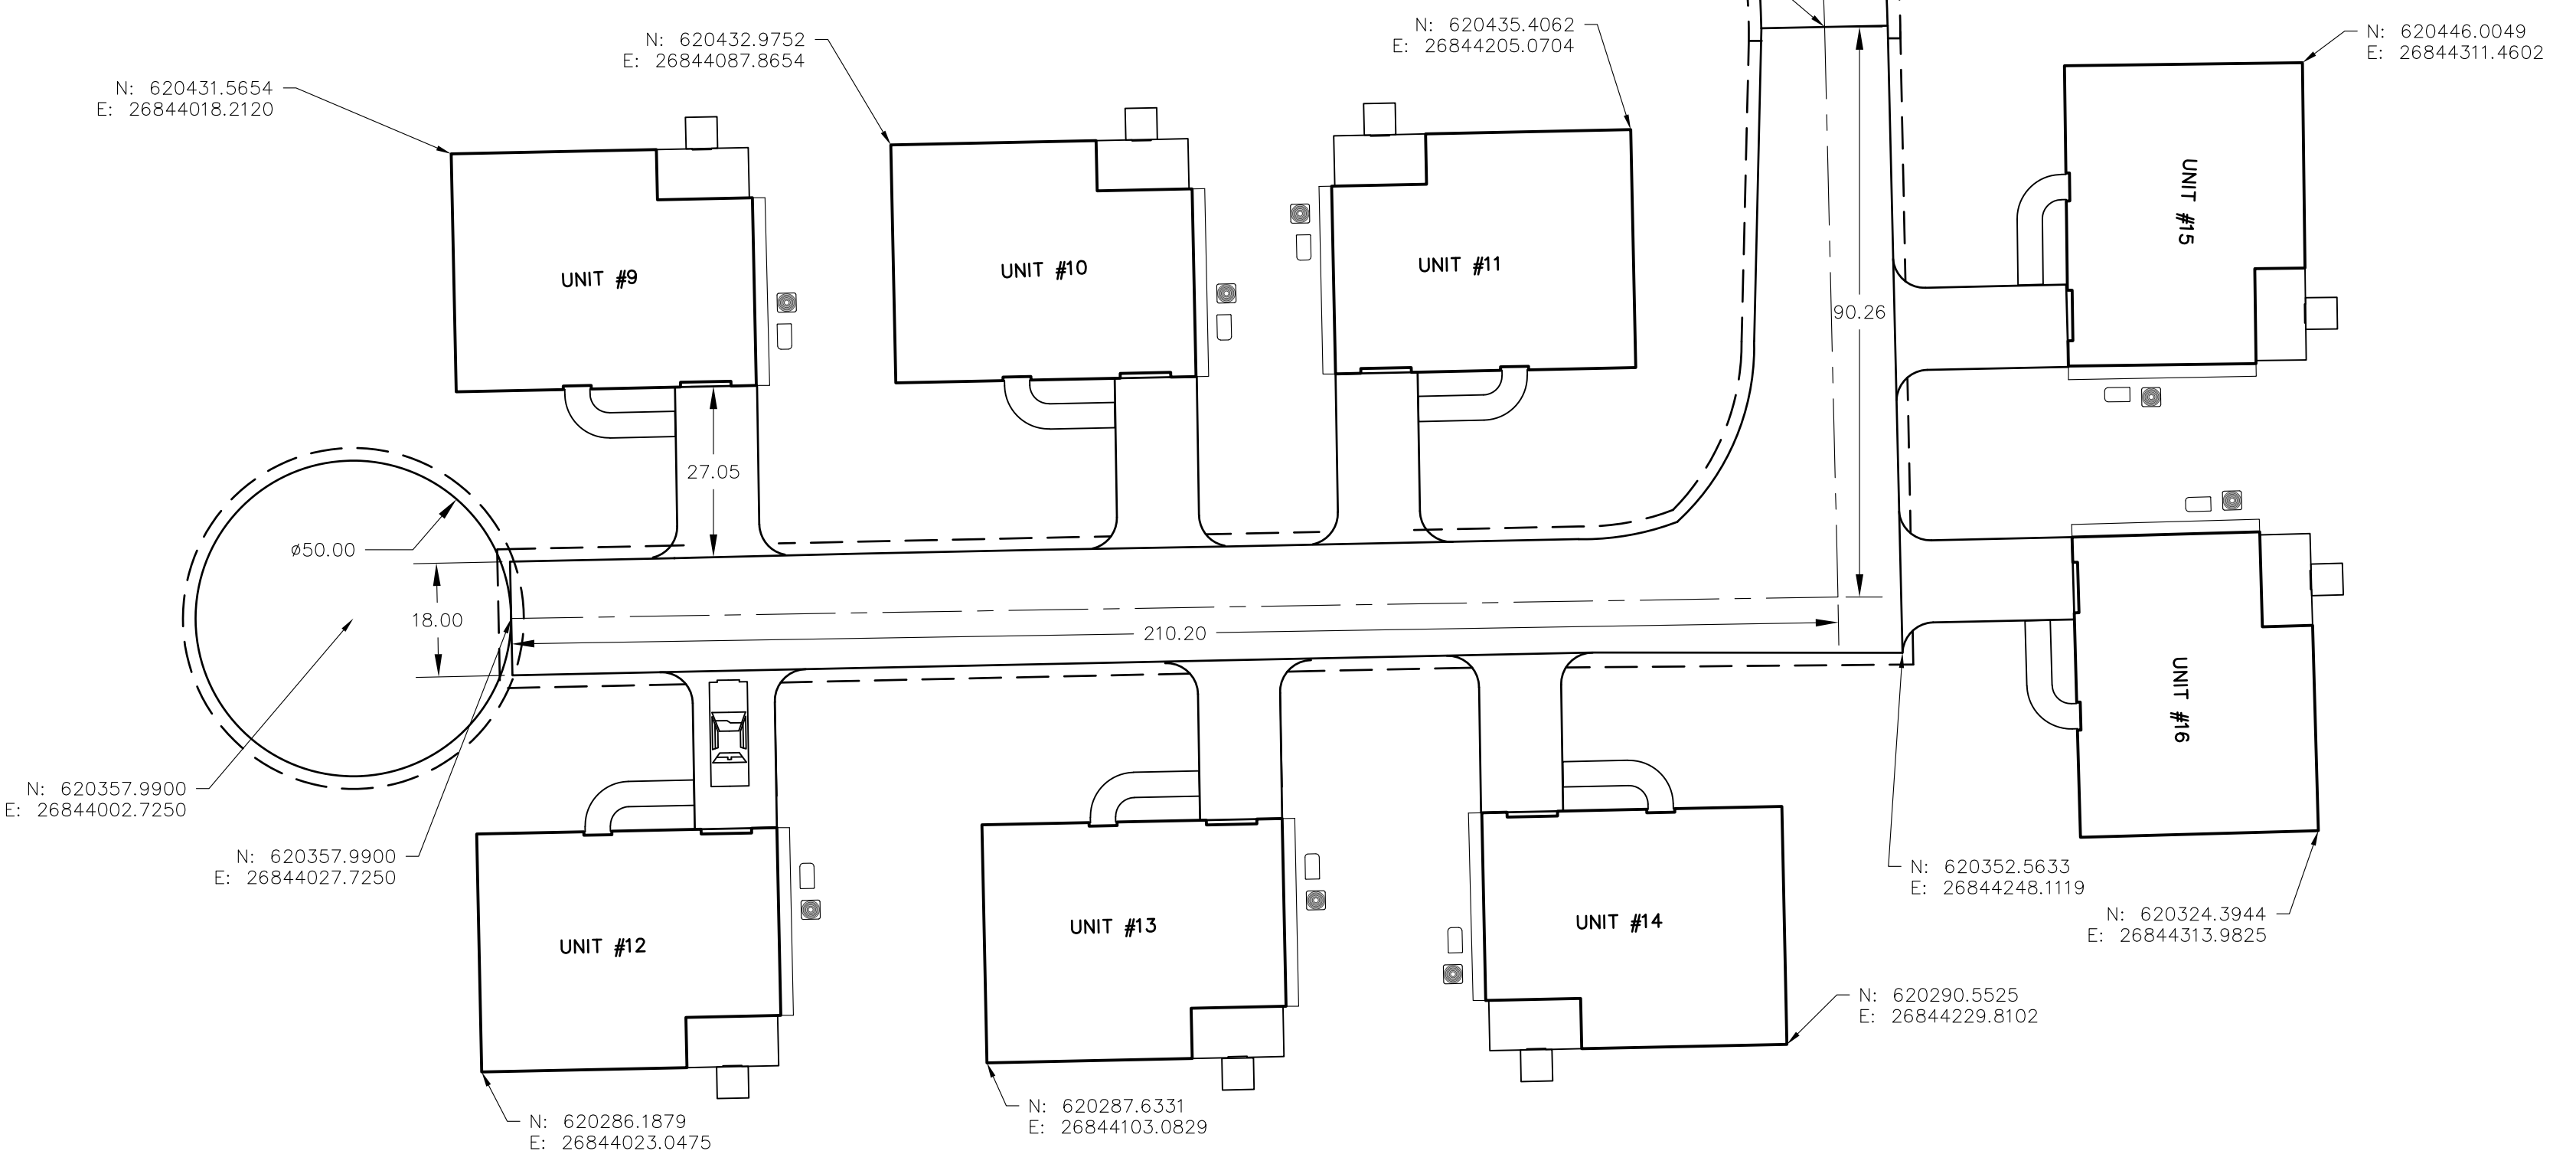 N: 620435.4062
E: 26844205.0704
N: 620446.0049
E: 26844311.4602
N: 620432.9752
E: 26844087.8654
N: 620431.5654
E: 26844018.2120
UNIT #15
UNIT #9
UNIT #10
UNIT #11
90.26
27.05
ø50.00
18.00
210.20
UNIT #16
N: 620357.9900
E: 26844002.7250
N: 620357.9900
E: 26844027.7250
N: 620352.5633
E: 26844248.1119
N: 620324.3944
E: 26844313.9825
UNIT #12
UNIT #13
UNIT #14
N: 620290.5525
E: 26844229.8102
N: 620286.1879
E: 26844023.0475
N: 620287.6331
E: 26844103.0829